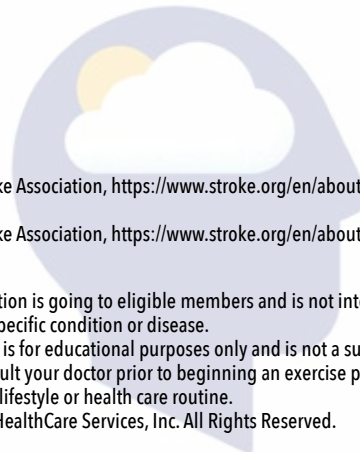 ke Association, https://www.stroke.org/en/about
ke Association, https://www.stroke.org/en/about
tion is going to eligible members and is not int
pecific condition or disease.
is for educational purposes only and is not a su
ult your doctor prior to beginning an exercise p
lifestyle or health care routine.
HealthCare Services, Inc. All Rights Reserved.